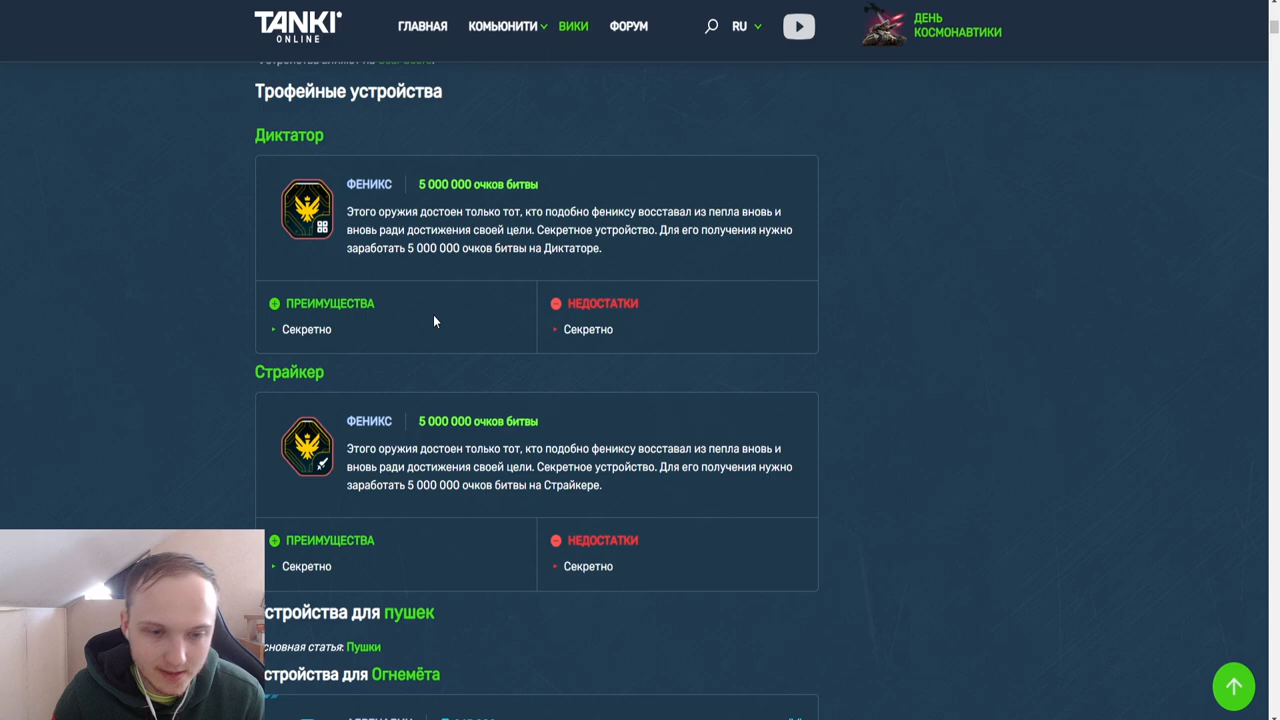 TANKI
ONLINE
ГЛАВНАЯ
КОМЬЮНИТИ
ВИКИ
ФОРУМ
RU
ДЕНЬ
КОСМОНАВТИКИ
Трофейные устройства
Диктатор
ФЕНИКС
5 000 000 очков битвы
Этого оружия достоен только тот, кто подобно фениксу восставал из пепла вновь и
вновь ради достижения своей цели. Секретное устройство. Для его получения нужно
заработать 5 000 000 очков битвы на Диктаторе.
ПРЕИМУЩЕСТВА
Секретно
НЕДОСТАТКИ
Секретно
Страйкер
ФЕНИКС
5 000 000 очков битвы
Этого оружия достоен только тот, кто подобно фениксу восставал из пепла вновь и
вновь ради достижения своей цели. Секретное устройство. Для его получения нужно
заработать 5 000 000 очков битвы на Страйкере.
ПРЕИМУЩЕСТВА
Секретно
НЕДОСТАТКИ
Секретно
стройства для пушек
сновная статья: Пушки
стройства для Огнемёта